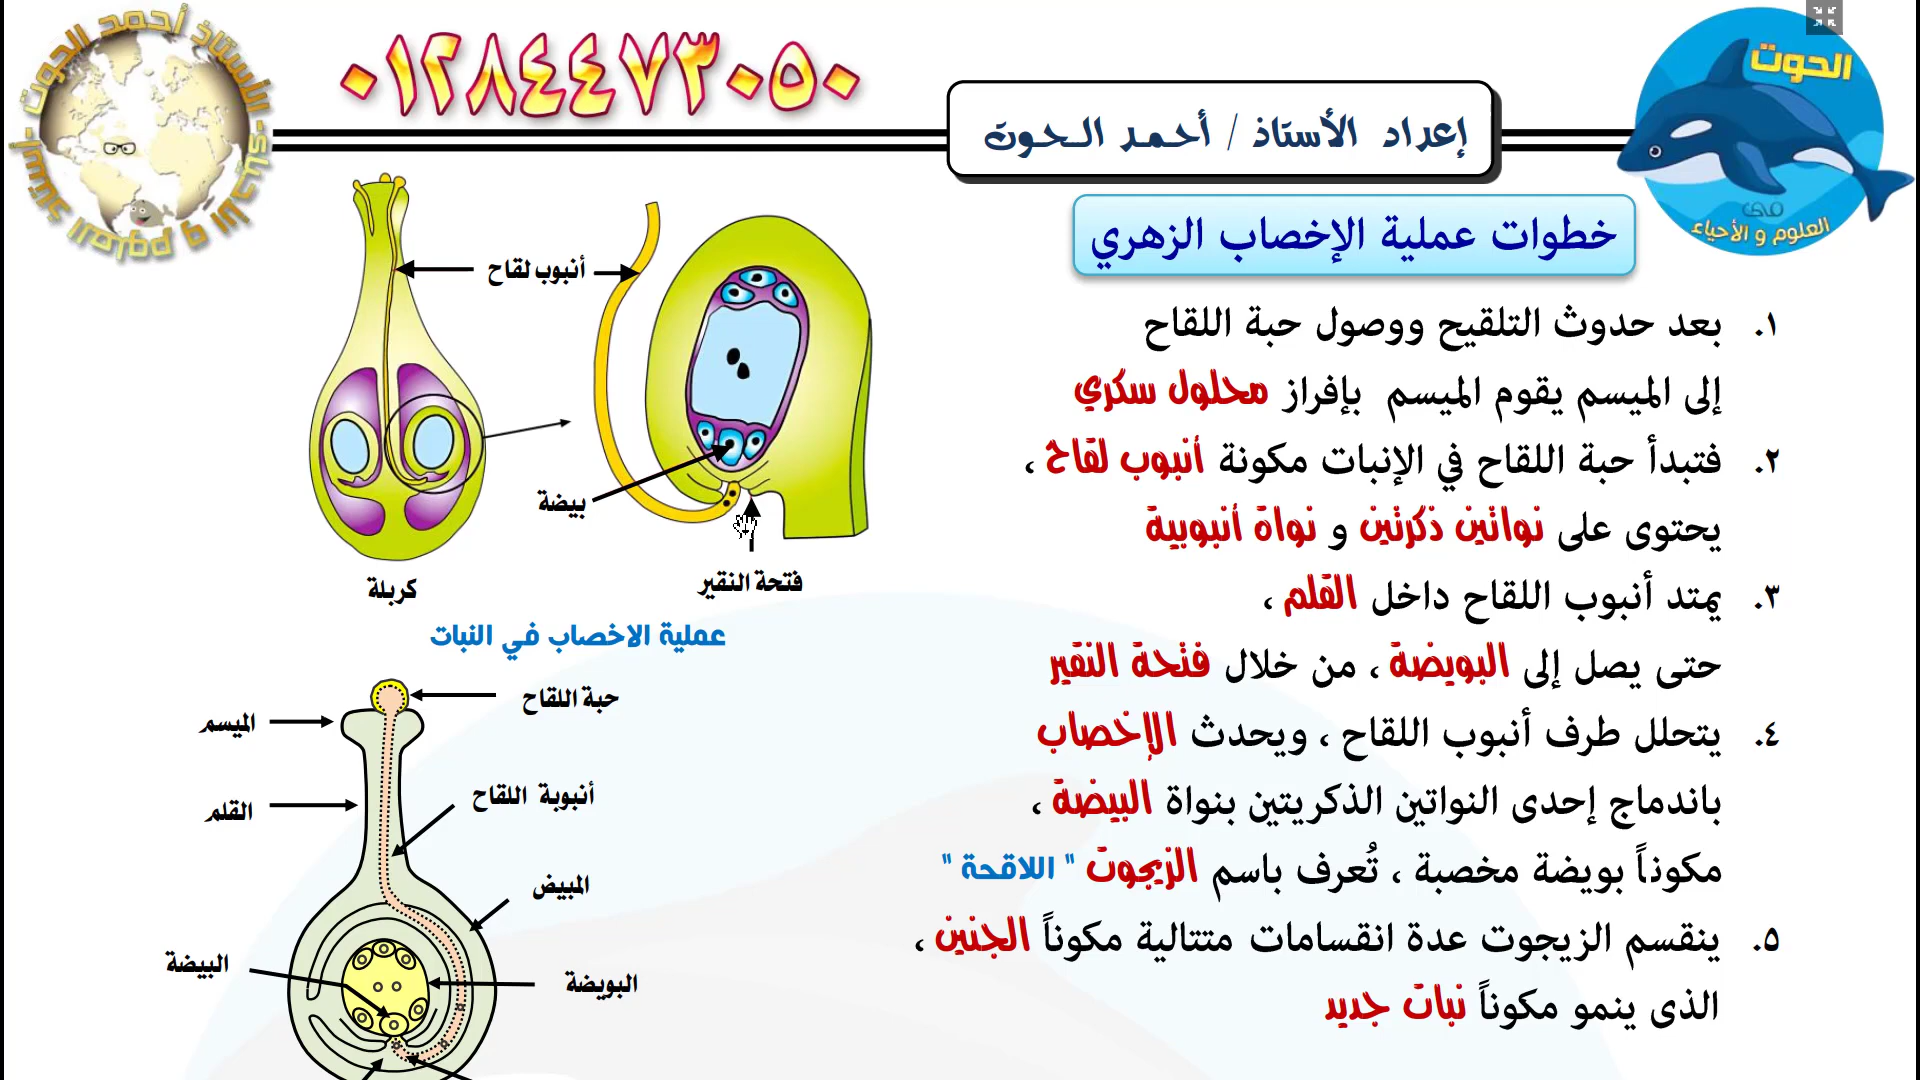 الأستاذ أحمد الحوت
٠١٢٨٤٤٧٣٠٥٠
الحوت
فى
العلوم و الأحياء
إعداد الأستاذ / أحمد الـحـوت
خطوات عملية الإخصاب الزهري
١. بعد حدوث التلقيح ووصول حبة اللقاح
إلى الميسم يقوم الميسم بإفراز محلول سكري
٢. فتبدأ حبة اللقاح في الإنبات مكونة أنبوب لقاح ،
يحتوى على نواتين ذكرتين و نواة أنبوبية
٣. يمتد أنبوب اللقاح داخل القلم ،
حتى يصل إلى البويضة ، من خلال فتحة النقير
٤. يتحلل طرف أنبوب اللقاح ، ويحدث الإخصاب
باندماج إحدى النواتين الذكريتين بنواة البيضة ،
مكوناً بويضة مخصبة ، تُعرف باسم الزيجوت " اللاقحة "
٥. ينقسم الزيجوت عدة انقسامات متتالية مكوناً الجنين ،
الذى ينمو مكوناً نبات جديد
أنبوب لقاح
بيضة
فتحة النقير
كربلة
عملية الاخصاب في النبات
حبة اللقاح
الميسم
أنبوبة اللقاح
القلم
المبيض
البيضة
البويضة